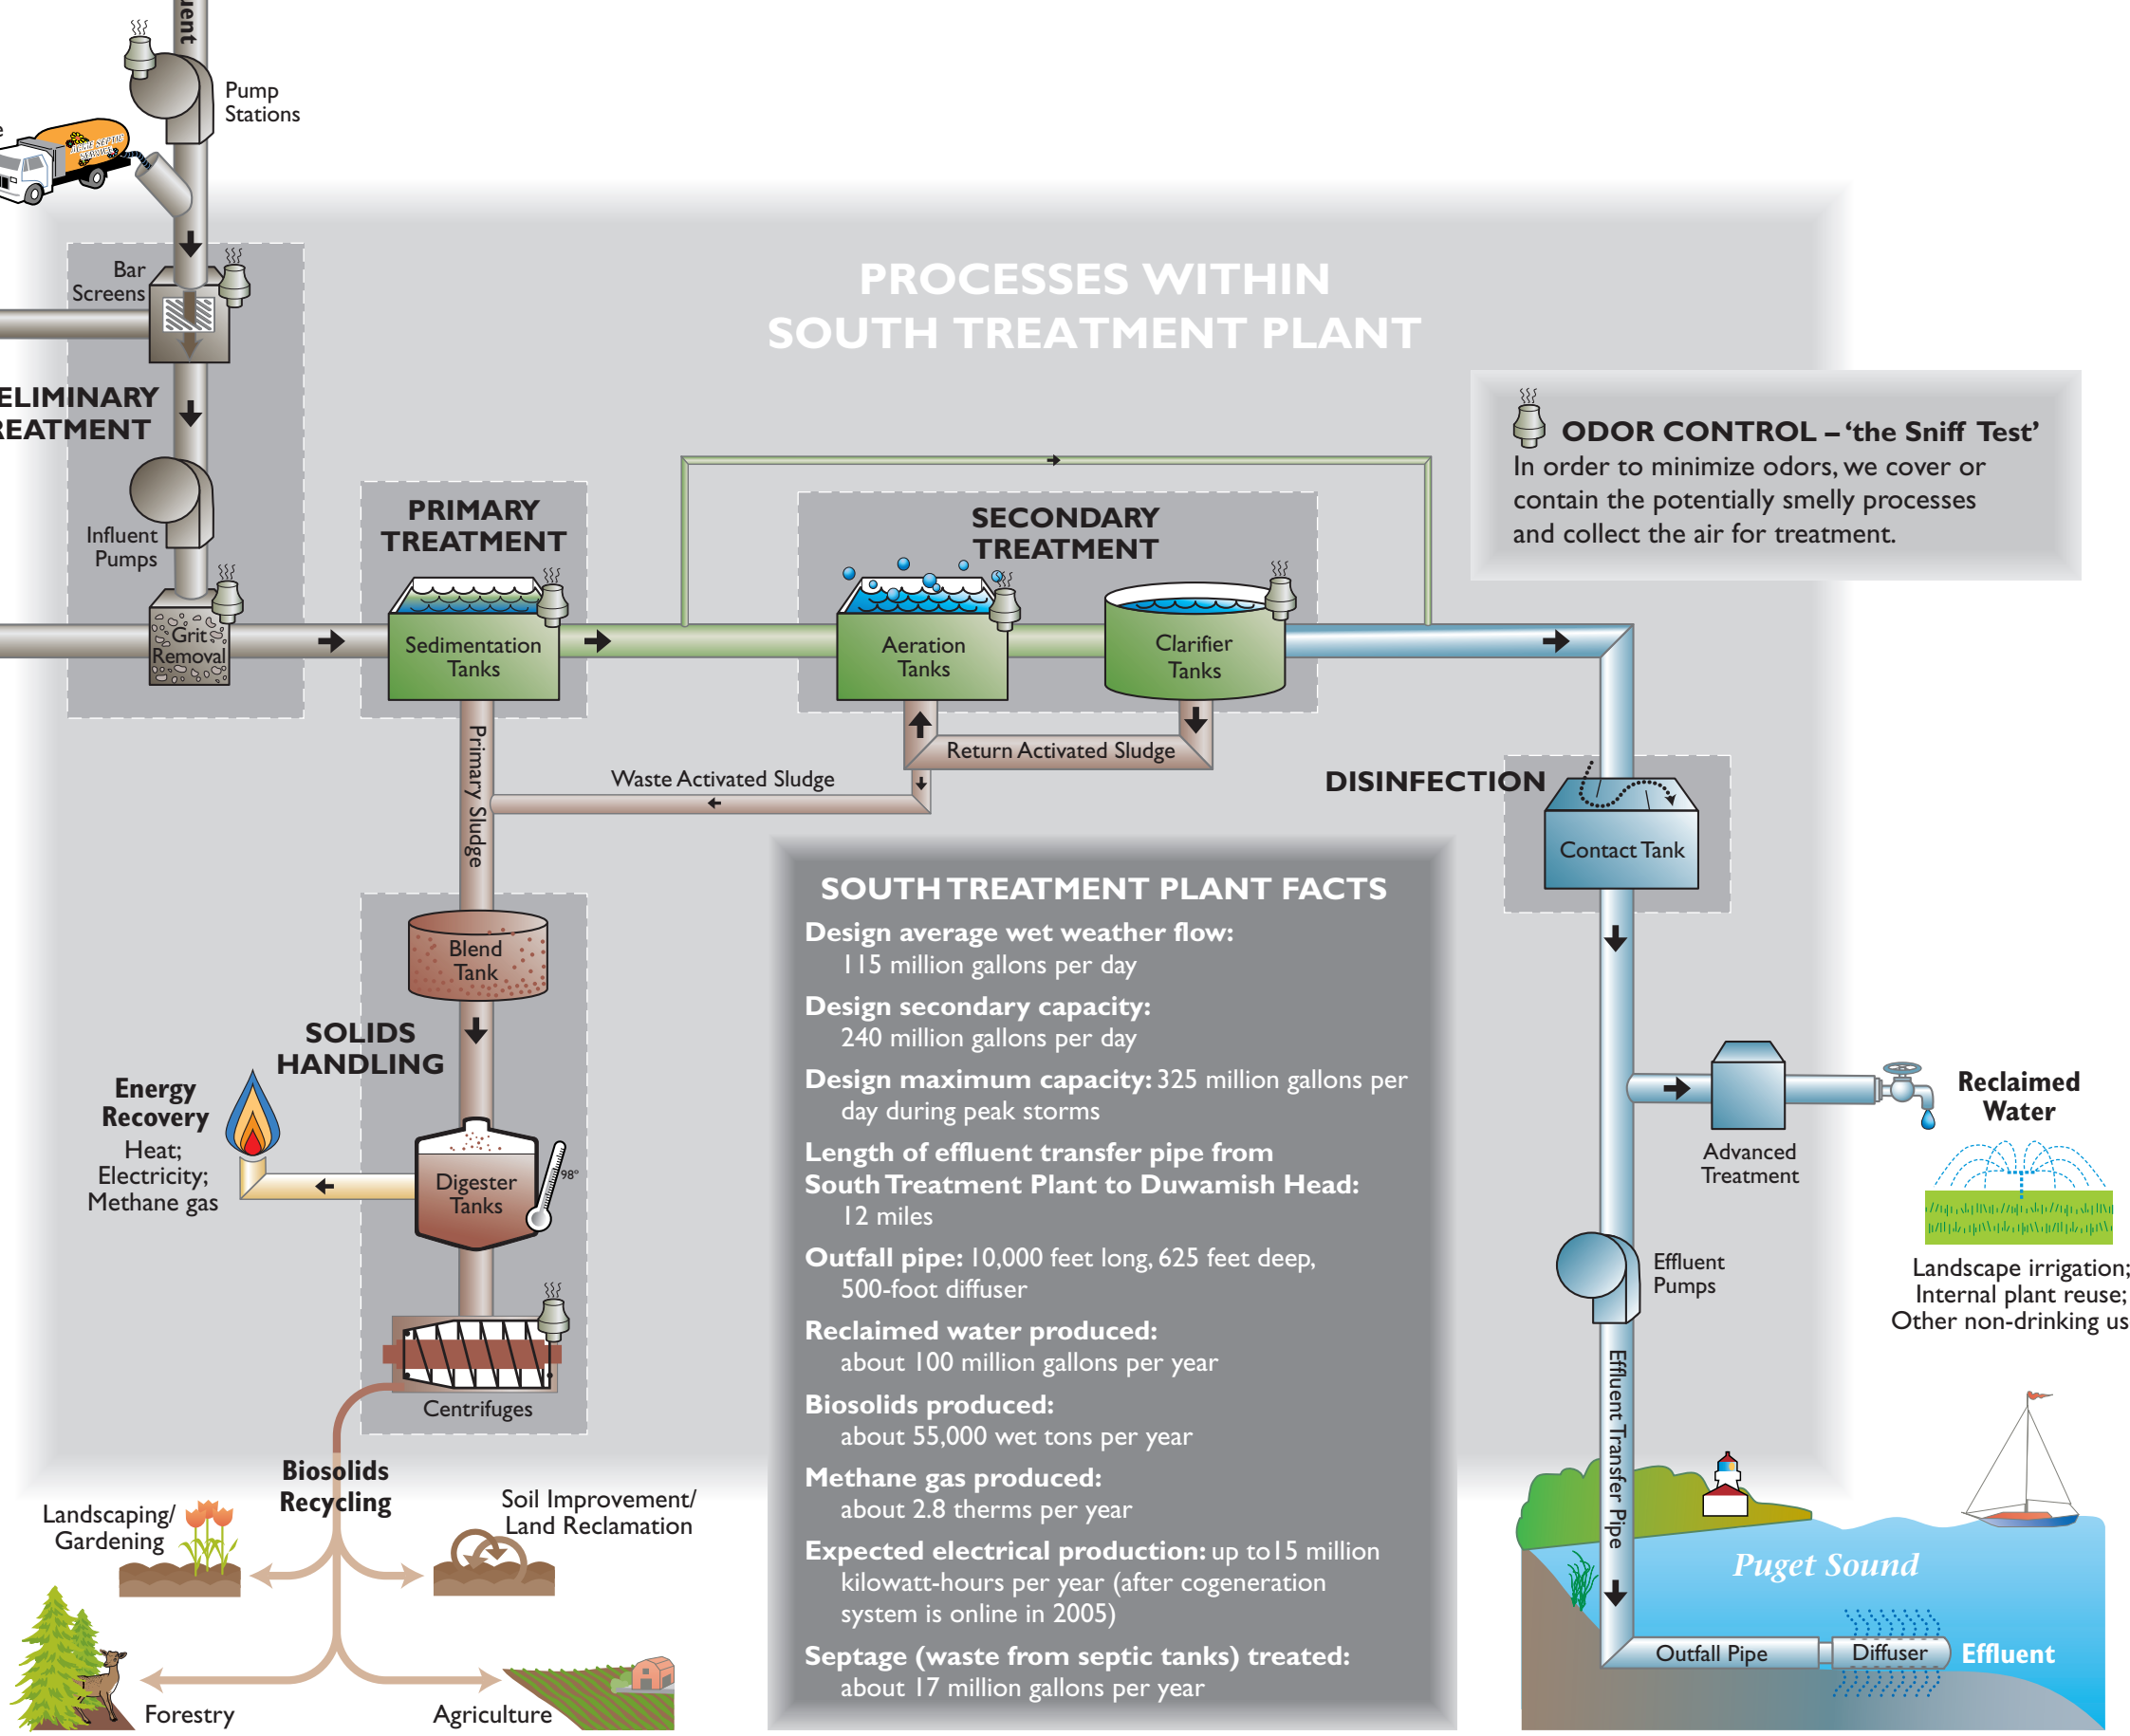 uent
Pump
Stations
e
Bar
Screens
ELIMINARY
REATMENT
Influent
Pumps
Grit
Removal
PROCESSES WITHIN
SOUTH TREATMENT PLANT
ODOR CONTROL – ‘the Sniff Test’
In order to minimize odors, we cover or
contain the potentially smelly processes
and collect the air for treatment.
PRIMARY
TREATMENT
Sedimentation
Tanks
SECONDARY
TREATMENT
Aeration
Tanks
Clarifier
Tanks
Return Activated Sludge
Waste Activated Sludge
Primary Sludge
DISINFECTION
Contact Tank
Blend
Tank
SOLIDS
HANDLING
Energy
Recovery
Heat;
Electricity;
Methane gas
Digester
Tanks
98°
Centrifuges
Biosolids
Recycling
Landscaping/
Gardening
Soil Improvement/
Land Reclamation
Forestry
Agriculture
SOUTH TREATMENT PLANT FACTS
Design average wet weather flow:
115 million gallons per day
Design secondary capacity:
240 million gallons per day
Design maximum capacity: 325 million gallons per
day during peak storms
Length of effluent transfer pipe from
South Treatment Plant to Duwamish Head:
12 miles
Outfall pipe: 10,000 feet long, 625 feet deep,
500-foot diffuser
Reclaimed water produced:
about 100 million gallons per year
Biosolids produced:
about 55,000 wet tons per year
Methane gas produced:
about 2.8 therms per year
Expected electrical production: up to15 million
kilowatt-hours per year (after cogeneration
system is online in 2005)
Septage (waste from septic tanks) treated:
about 17 million gallons per year
Advanced
Treatment
Reclaimed
Water
Landscape irrigation;
Internal plant reuse;
Other non-drinking us
Effluent
Pumps
Effluent Transfer Pipe
Puget Sound
Outfall Pipe
Diffuser
Effluent